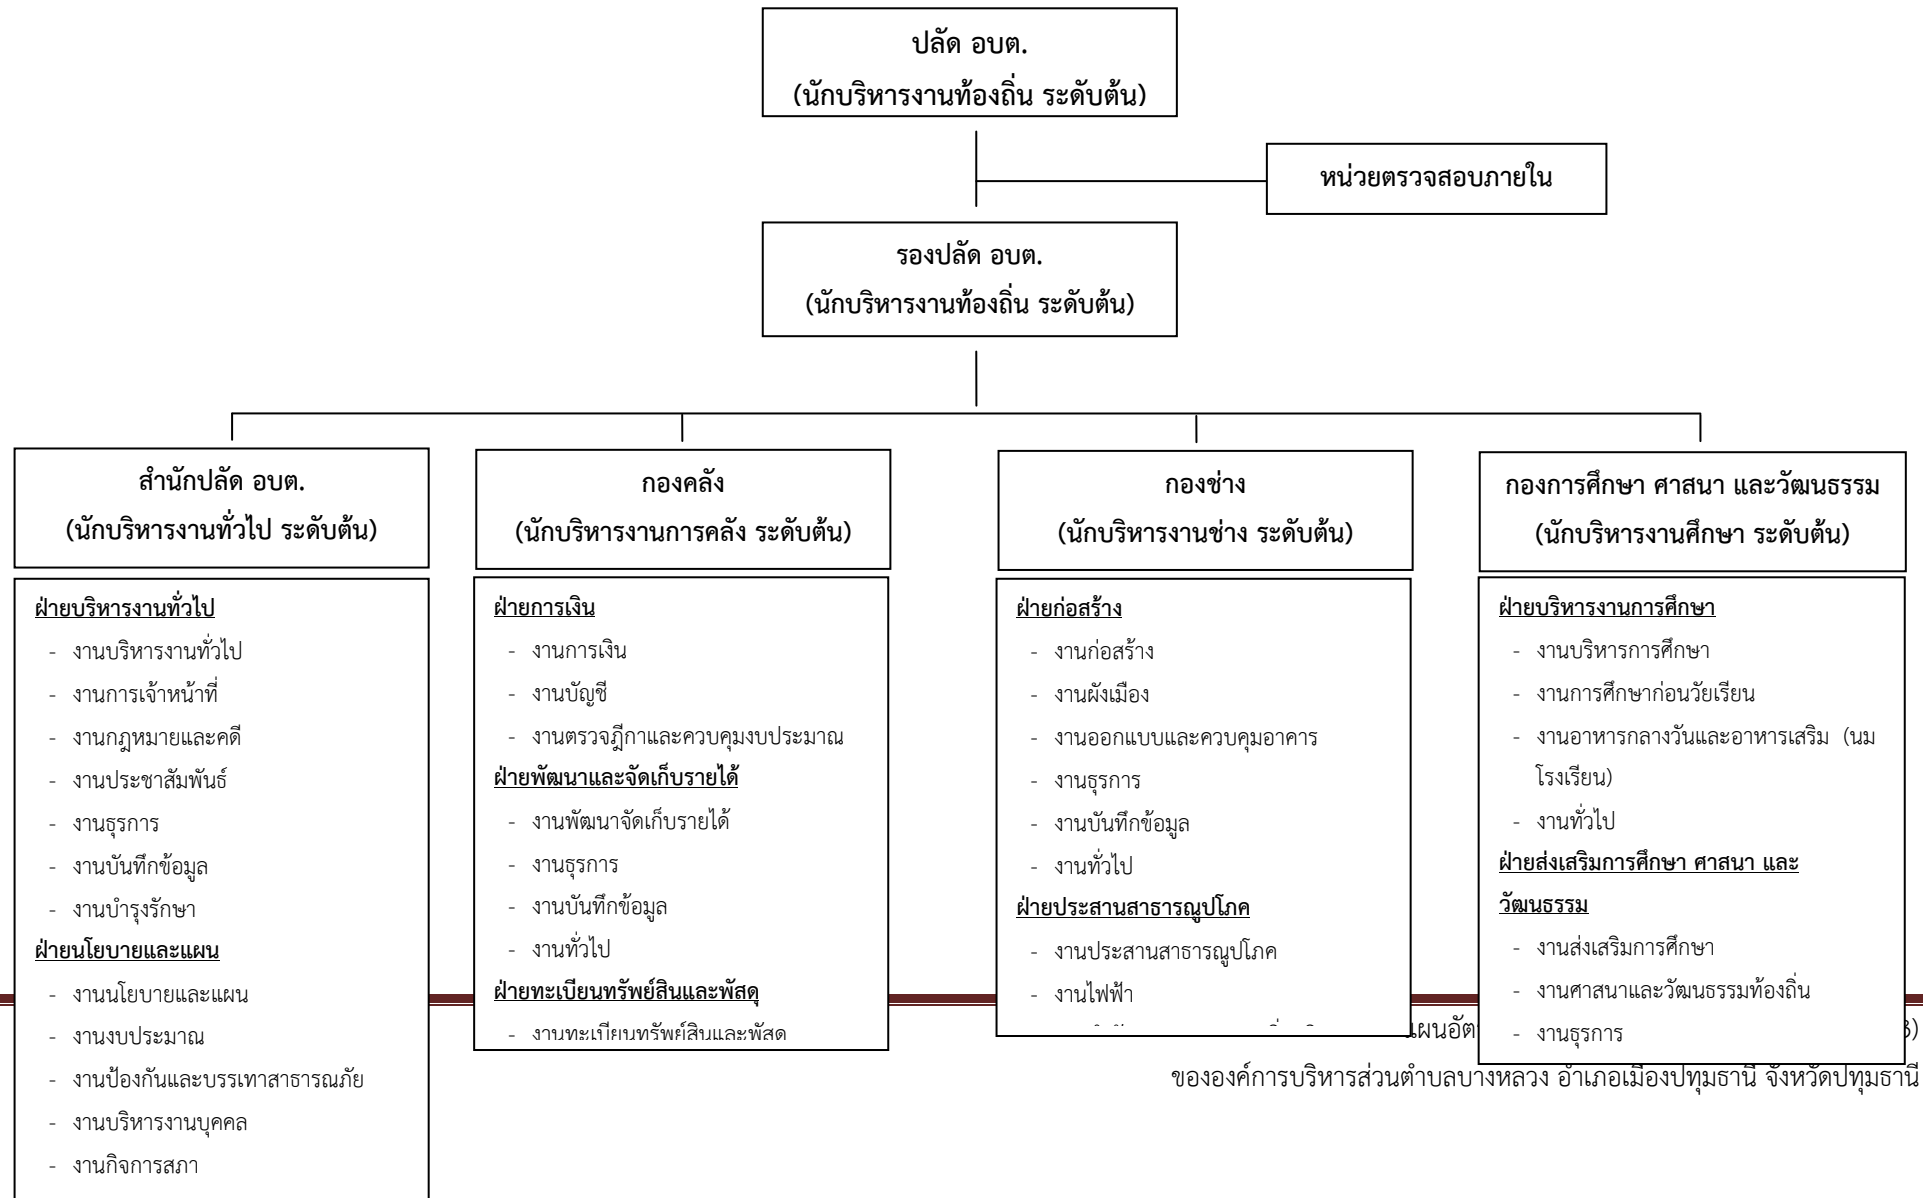 ปลัด อบต.
(นักบริหารงานท้องถิ่น ระดับต้น)
หน่วยตรวจสอบภายใน
รองปลัด อบต.
(นักบริหารงานท้องถิ่น ระดับต้น)
สำนักปลัด อบต.
(นักบริหารงานทั่วไป ระดับต้น)
ฝ่ายบริหารงานทั่วไป
- งานบริหารงานทั่วไป
- งานการเจ้าหน้าที่
- งานกฎหมายและคดี
- งานประชาสัมพันธ์
- งานธุรการ
- งานบันทึกข้อมูล
- งานบำรุงรักษา
ฝ่ายนโยบายและแผน
- งานนโยบายและแผน
- งานงบประมาณ
- งานป้องกันและบรรเทาสาธารณภัย
- งานบริหารงานบุคคล
- งานกิจการสภา
กองคลัง
(นักบริหารงานการคลัง ระดับต้น)
ฝ่ายการเงิน
- งานการเงิน
- งานบัญชี
- งานตรวจฎีกาและควบคุมงบประมาณ
ฝ่ายพัฒนาและจัดเก็บรายได้
- งานพัฒนาจัดเก็บรายได้
- งานธุรการ
- งานบันทึกข้อมูล
- งานทั่วไป
ฝ่ายทะเบียนทรัพย์สินและพัสดุ
- งานทะเบียนทรัพย์สินและพัสดุ
กองช่าง
(นักบริหารงานช่าง ระดับต้น)
ฝ่ายก่อสร้าง
- งานก่อสร้าง
- งานผังเมือง
- งานออกแบบและควบคุมอาคาร
- งานธุรการ
- งานบันทึกข้อมูล
- งานทั่วไป
ฝ่ายประสานสาธารณูปโภค
- งานประสานสาธารณูปโภค
- งานไฟฟ้า
กองการศึกษา ศาสนา และวัฒนธรรม
(นักบริหารงานศึกษา ระดับต้น)
ฝ่ายบริหารงานการศึกษา
- งานบริหารการศึกษา
- งานการศึกษาก่อนวัยเรียน
- งานอาหารกลางวันและอาหารเสริม (นม
โรงเรียน)
- งานทั่วไป
ฝ่ายส่งเสริมการศึกษา ศาสนา และ
วัฒนธรรม
- งานส่งเสริมการศึกษา
- งานศาสนาและวัฒนธรรมท้องถิ่น
- งานธุรการ
ขององค์การบริหารส่วนตำบลบางหลวง อำเภอเมืองปทุมธานี จังหวัดปทุมธานี